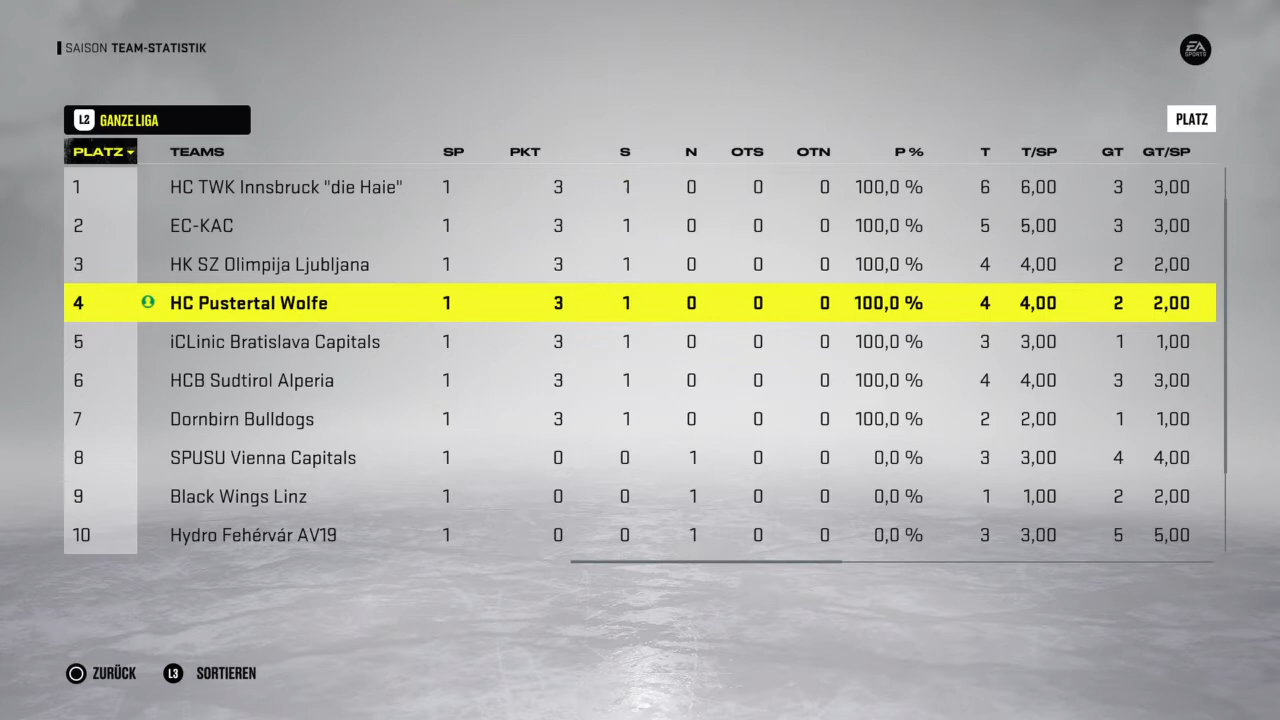 SAISON TEAM-STATISTIK
EA SPORTS
L2 GANZE LIGA
PLATZ
PLATZ TEAMS SP PKT S N OTS OTN P % T T/SP GT GT/SP
1 HC TWK Innsbruck "die Haie" 1 3 1 0 0 0 100,0 % 6 6,00 3 3,00
2 EC-KAC 1 3 1 0 0 0 100,0 % 5 5,00 3 3,00
3 HK SZ Olimpija Ljubljana 1 3 1 0 0 0 100,0 % 4 4,00 2 2,00
4 HC Pustertal Wolfe 1 3 1 0 0 0 100,0 % 4 4,00 2 2,00
5 iCLinic Bratislava Capitals 1 3 1 0 0 0 100,0 % 3 3,00 1 1,00
6 HCB Sudtirol Alperia 1 3 1 0 0 0 100,0 % 4 4,00 3 3,00
7 Dornbirn Bulldogs 1 3 1 0 0 0 100,0 % 2 2,00 1 1,00
8 SPUSU Vienna Capitals 1 0 0 1 0 0 0,0 % 3 3,00 4 4,00
9 Black Wings Linz 1 0 0 1 0 0 0,0 % 1 1,00 2 2,00
10 Hydro Fehérvár AV19 1 0 0 1 0 0 0,0 % 3 3,00 5 5,00
ZURÜCK L3 SORTIEREN